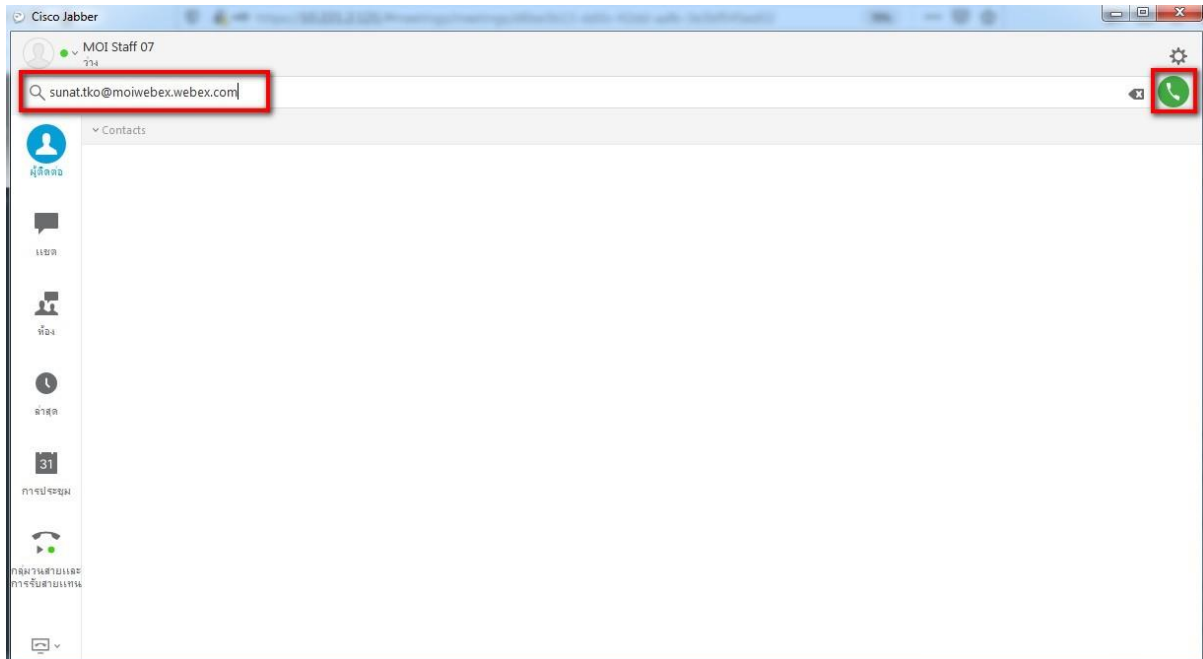 Cisco Jabber
MOI Staff 07
ว่าง
sunat.tko@moiwebex.webex.com
Contacts
ผู้ติดต่อ
แชต
ห้อง
ล่าสุด
31
การประชุม
กลุ่มวนสายและ
การรับสายแทน